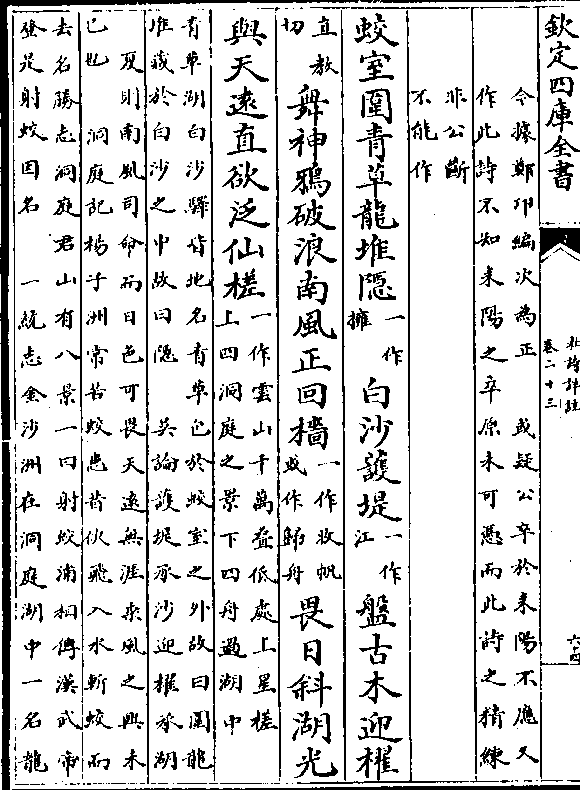 欽定四庫全書
杜詩詳註
卷二十三
六十四
今據鄭卬編次為正　或疑公卒於耒陽不應又
作此詩不知耒陽之卒原未可憑而此詩之精練
非公斷
不能作
蛟室圍青草龍堆隱一作擁白沙護堤一作江盤古木迎櫂
直教切舞神鴉破浪南風正回檣一作收帆或作歸舟畏日斜湖光
與天遠直欲泛仙槎一作雲山千萬疊低處上星槎
上四洞庭之景下四舟過湖中
青草湖白沙驛皆地名青草已於蛟室之外故曰圍龍
堆藏於白沙之中故曰隱　吳論護堤承沙迎櫂承湖
夏則南風司命而日色可畏天遠無涯乘風之興未
已也　洞庭記楊子洲常苦蛟患昔佽飛入水斬蛟而
去名勝志洞庭君山有八景一曰射蛟浦相傳漢武帝
登是射蛟因名　一統志金沙洲在洞庭湖中一名龍